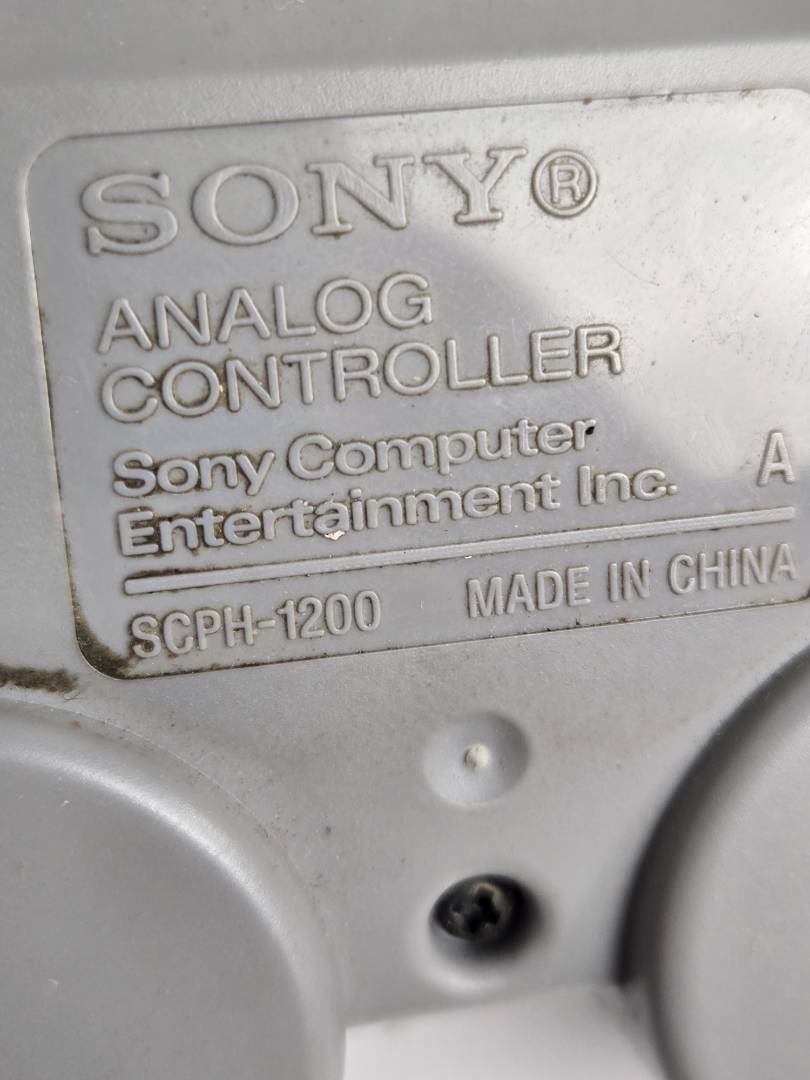 SONY®
ANALOG
CONTROLLER
Sony Computer
Entertainment Inc. A
SCPH-1200 MADE IN CHINA